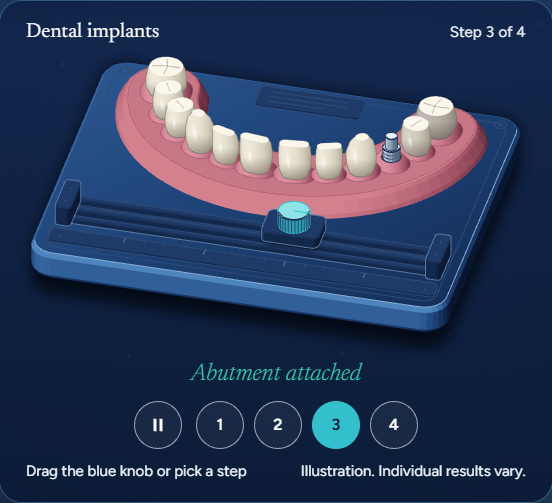 Dental implants
Step 3 of 4
Abutment attached
1 2 3 4
Drag the blue knob or pick a step
Illustration. Individual results vary.